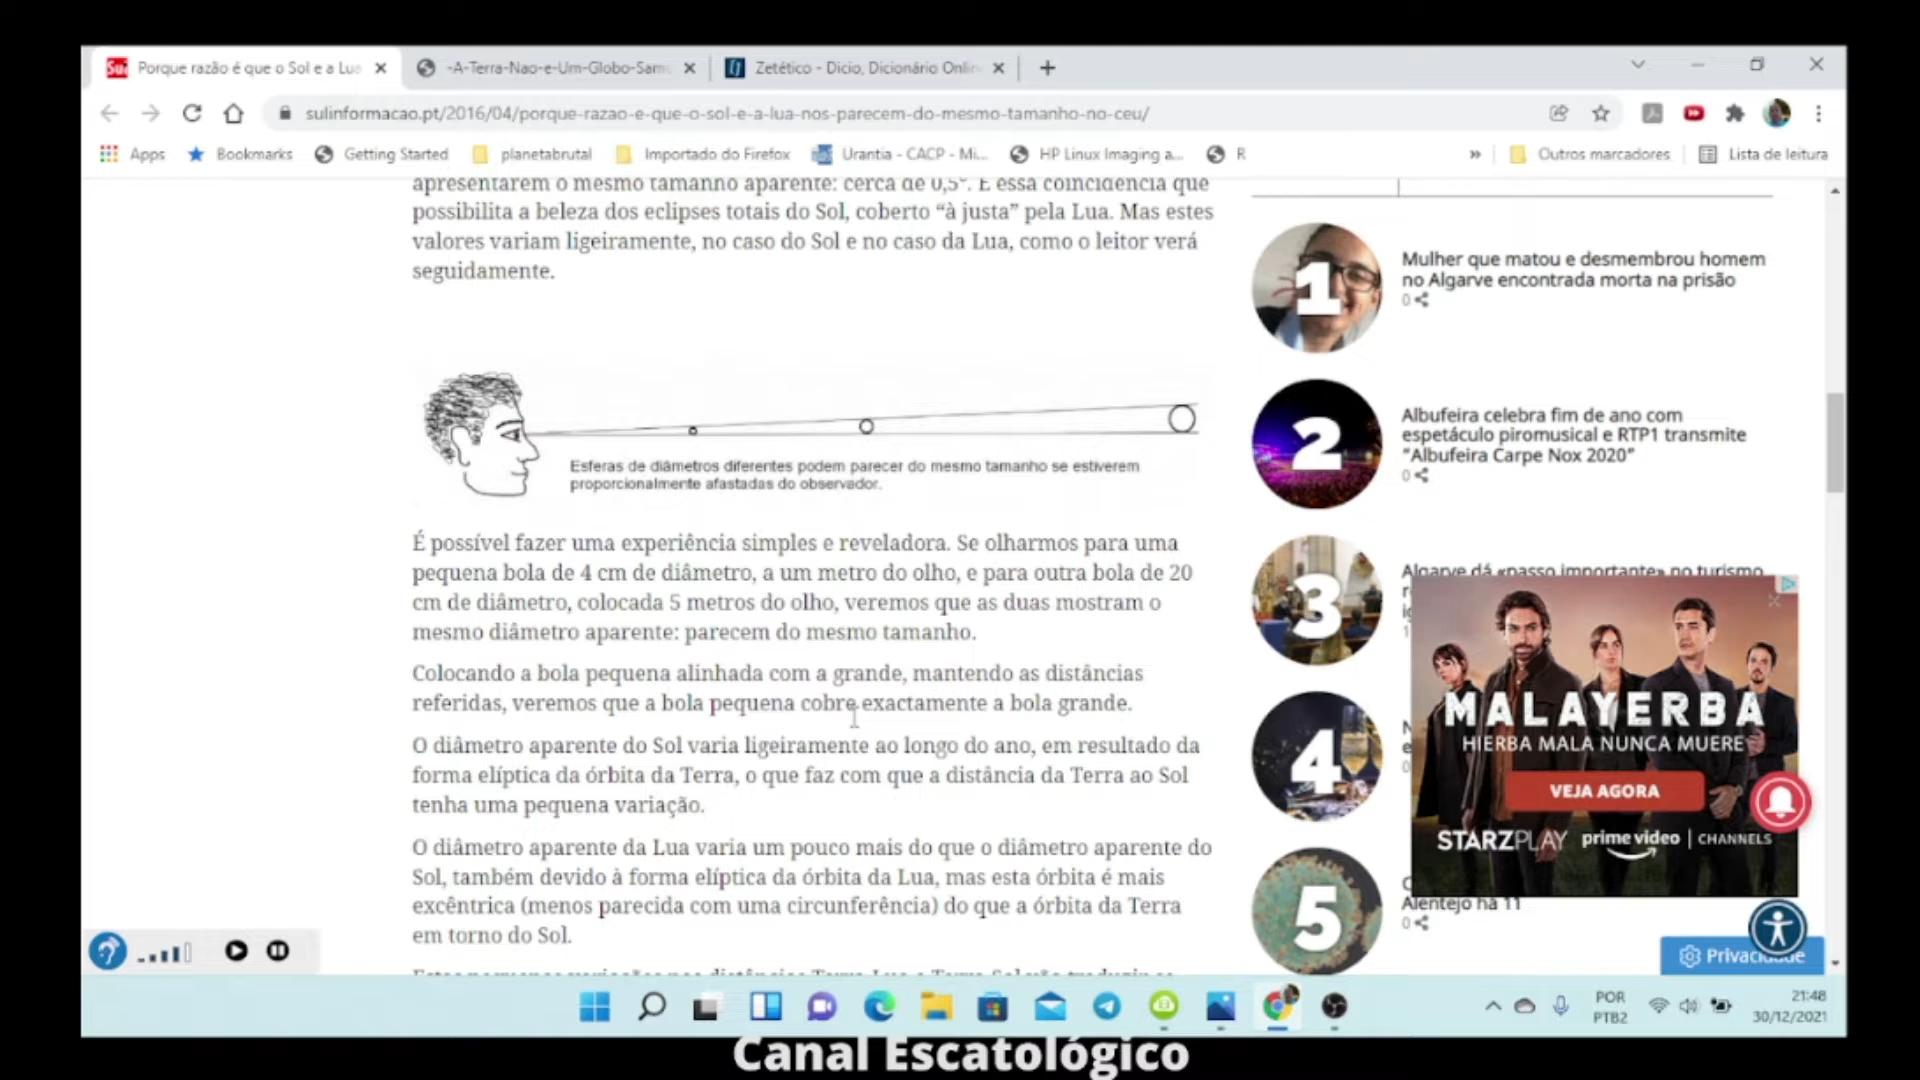 Porque razão é que o Sol e a Lua
-A-Terra-Nao-e-Um-Globo-Sam
Zetético - Dicio, Dicionário Onlin
sulinformacao.pt/2016/04/porque-razao-e-que-o-sol-e-a-lua-nos-parecem-do-mesmo-tamanho-no-ceu/
Apps
Bookmarks
Getting Started
planetabrutal
Importado do Firefox
Urantia - CACP - Mi...
HP Linux Imaging a...
R
»
Outros marcadores
Lista de leitura
apresentarem o mesmo tamanho aparente: cerca de 0,5°. É essa coincidência que
possibilita a beleza dos eclipses totais do Sol, coberto “à justa” pela Lua. Mas estes
valores variam ligeiramente, no caso do Sol e no caso da Lua, como o leitor verá
seguidamente.
Esferas de diâmetros diferentes podem parecer do mesmo tamanho se estiverem
proporcionalmente afastadas do observador.
É possível fazer uma experiência simples e reveladora. Se olharmos para uma
pequena bola de 4 cm de diâmetro, a um metro do olho, e para outra bola de 20
cm de diâmetro, colocada 5 metros do olho, veremos que as duas mostram o
mesmo diâmetro aparente: parecem do mesmo tamanho.
Colocando a bola pequena alinhada com a grande, mantendo as distâncias
referidas, veremos que a bola pequena cobre exactamente a bola grande.
O diâmetro aparente do Sol varia ligeiramente ao longo do ano, em resultado da
forma elíptica da órbita da Terra, o que faz com que a distância da Terra ao Sol
tenha uma pequena variação.
O diâmetro aparente da Lua varia um pouco mais do que o diâmetro aparente do
Sol, também devido à forma elíptica da órbita da Lua, mas esta órbita é mais
excêntrica (menos parecida com uma circunferência) do que a órbita da Terra
em torno do Sol.
1
Mulher que matou e desmembrou homem
no Algarve encontrada morta na prisão
0
2
Albufeira celebra fim de ano com
espetáculo piromusical e RTP1 transmite
“Albufeira Carpe Nox 2020”
0
3
Algarve dá «passo importante» no turismo
4
5
Alentejo há 11
0
MALAYERBA
HIERBA MALA NUNCA MUERE
VEJA AGORA
STARZPLAY prime video | CHANNELS
Privacidade
POR
PTB2
21:48
30/12/2021
Canal Escatológico